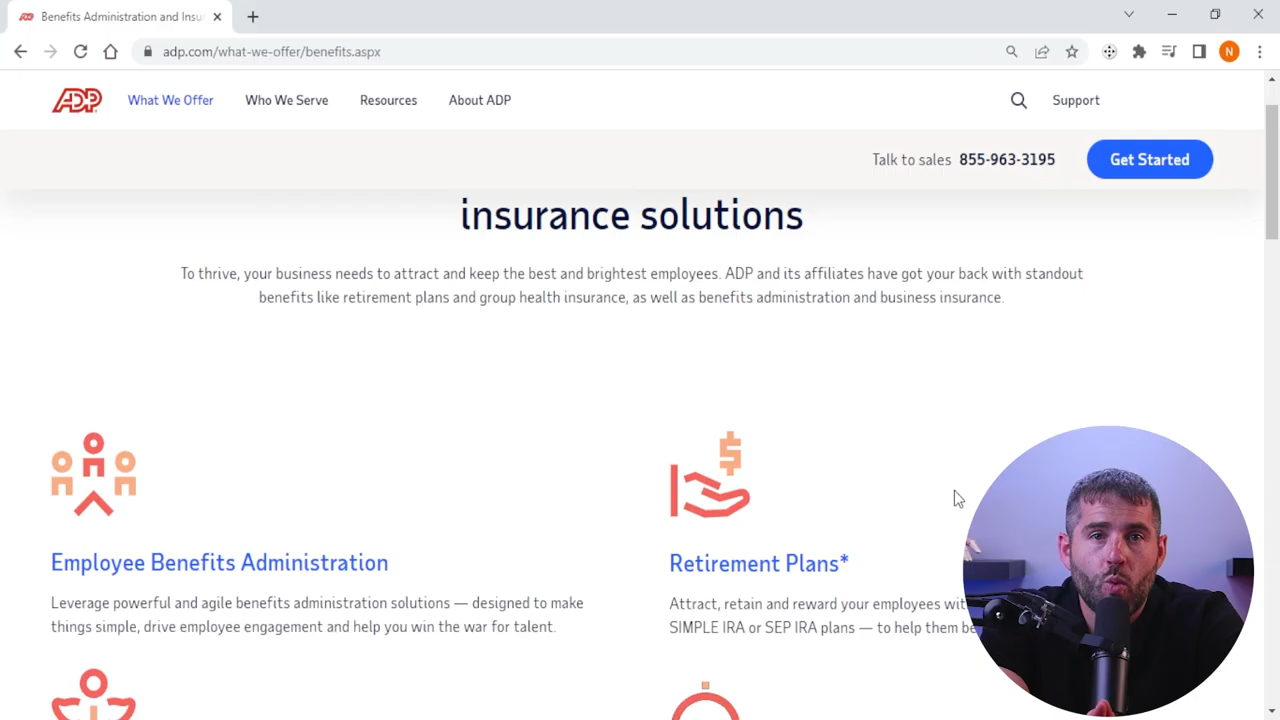 Benefits Administration and Insu
adp.com/what-we-offer/benefits.aspx
N
ADP
What We Offer
Who We Serve
Resources
About ADP
Support
Talk to sales 855-963-3195
Get Started
insurance solutions
To thrive, your business needs to attract and keep the best and brightest employees. ADP and its affiliates have got your back with standout
benefits like retirement plans and group health insurance, as well as benefits administration and business insurance.
Employee Benefits Administration
Leverage powerful and agile benefits administration solutions — designed to make
things simple, drive employee engagement and help you win the war for talent.
Retirement Plans*
Attract, retain and reward your employees wit
SIMPLE IRA or SEP IRA plans — to help them be